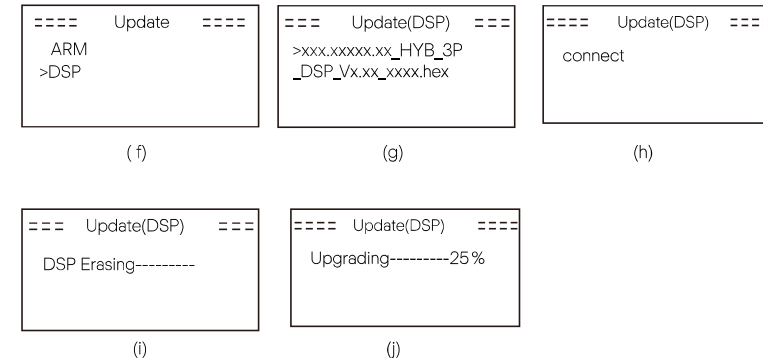 ==== Update ====
ARM
>DSP
(f)
=== Update(DSP) ===
>xxx.xxxxx.xx_HYB_3P
_DSP_Vx.xx_xxxx.hex
(g)
==== Update(DSP) ===
connect
(h)
=== Update(DSP) ===
DSP Erasing---------
(i)
==== Update(DSP) ====
Upgrading---------25%
(j)